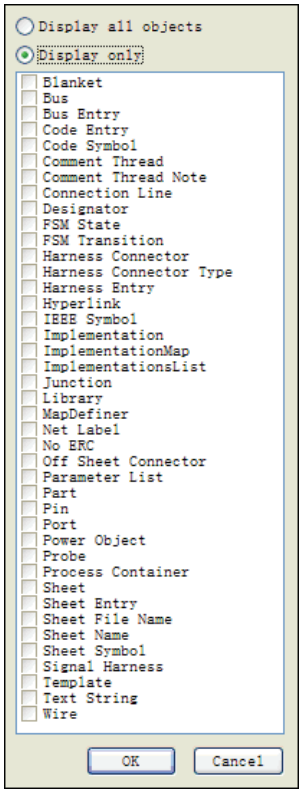 Display all objects
Display only
Blanket
Bus
Bus Entry
Code Entry
Code Symbol
Comment Thread
Comment Thread Note
Connection Line
Designator
FSM State
FSM Transition
Harness Connector
Harness Connector Type
Harness Entry
Hyperlink
IEEE Symbol
Implementation
ImplementationMap
ImplementationsList
Junction
Library
MapDefiner
Net Label
No ERC
Off Sheet Connector
Parameter List
Part
Pin
Port
Power Object
Probe
Process Container
Sheet
Sheet Entry
Sheet File Name
Sheet Name
Sheet Symbol
Signal Harness
Template
Text String
Wire
OK Cancel